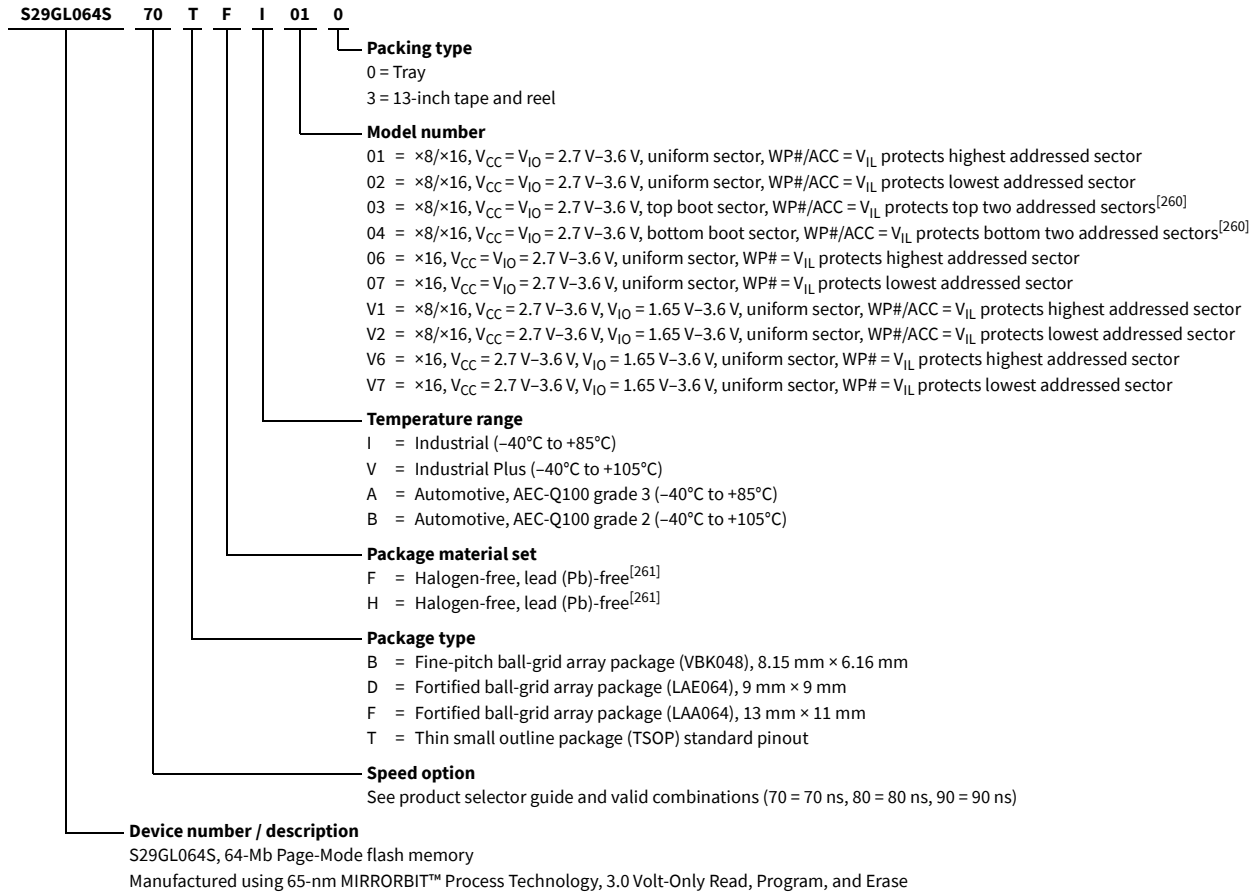 S29GL064S 70 T F I 01 0
Packing type
0 = Tray
3 = 13-inch tape and reel
Model number
01 = ×8/×16, VCC = VIO = 2.7 V–3.6 V, uniform sector, WP#/ACC = VIL protects highest addressed sector
02 = ×8/×16, VCC = VIO = 2.7 V–3.6 V, uniform sector, WP#/ACC = VIL protects lowest addressed sector
03 = ×8/×16, VCC = VIO = 2.7 V–3.6 V, top boot sector, WP#/ACC = VIL protects top two addressed sectors[260]
04 = ×8/×16, VCC = VIO = 2.7 V–3.6 V, bottom boot sector, WP#/ACC = VIL protects bottom two addressed sectors[260]
06 = ×16, VCC = VIO = 2.7 V–3.6 V, uniform sector, WP# = VIL protects highest addressed sector
07 = ×16, VCC = VIO = 2.7 V–3.6 V, uniform sector, WP# = VIL protects lowest addressed sector
V1 = ×8/×16, VCC = 2.7 V–3.6 V, VIO = 1.65 V–3.6 V, uniform sector, WP#/ACC = VIL protects highest addressed sector
V2 = ×8/×16, VCC = 2.7 V–3.6 V, VIO = 1.65 V–3.6 V, uniform sector, WP#/ACC = VIL protects lowest addressed sector
V6 = ×16, VCC = 2.7 V–3.6 V, VIO = 1.65 V–3.6 V, uniform sector, WP# = VIL protects highest addressed sector
V7 = ×16, VCC = 2.7 V–3.6 V, VIO = 1.65 V–3.6 V, uniform sector, WP# = VIL protects lowest addressed sector
Temperature range
I = Industrial (–40°C to +85°C)
V = Industrial Plus (–40°C to +105°C)
A = Automotive, AEC-Q100 grade 3 (–40°C to +85°C)
B = Automotive, AEC-Q100 grade 2 (–40°C to +105°C)
Package material set
F = Halogen-free, lead (Pb)-free[261]
H = Halogen-free, lead (Pb)-free[261]
Package type
B = Fine-pitch ball-grid array package (VBK048), 8.15 mm × 6.16 mm
D = Fortified ball-grid array package (LAE064), 9 mm × 9 mm
F = Fortified ball-grid array package (LAA064), 13 mm × 11 mm
T = Thin small outline package (TSOP) standard pinout
Speed option
See product selector guide and valid combinations (70 = 70 ns, 80 = 80 ns, 90 = 90 ns)
Device number / description
S29GL064S, 64-Mb Page-Mode flash memory
Manufactured using 65-nm MIRRORBIT™ Process Technology, 3.0 Volt-Only Read, Program, and Erase